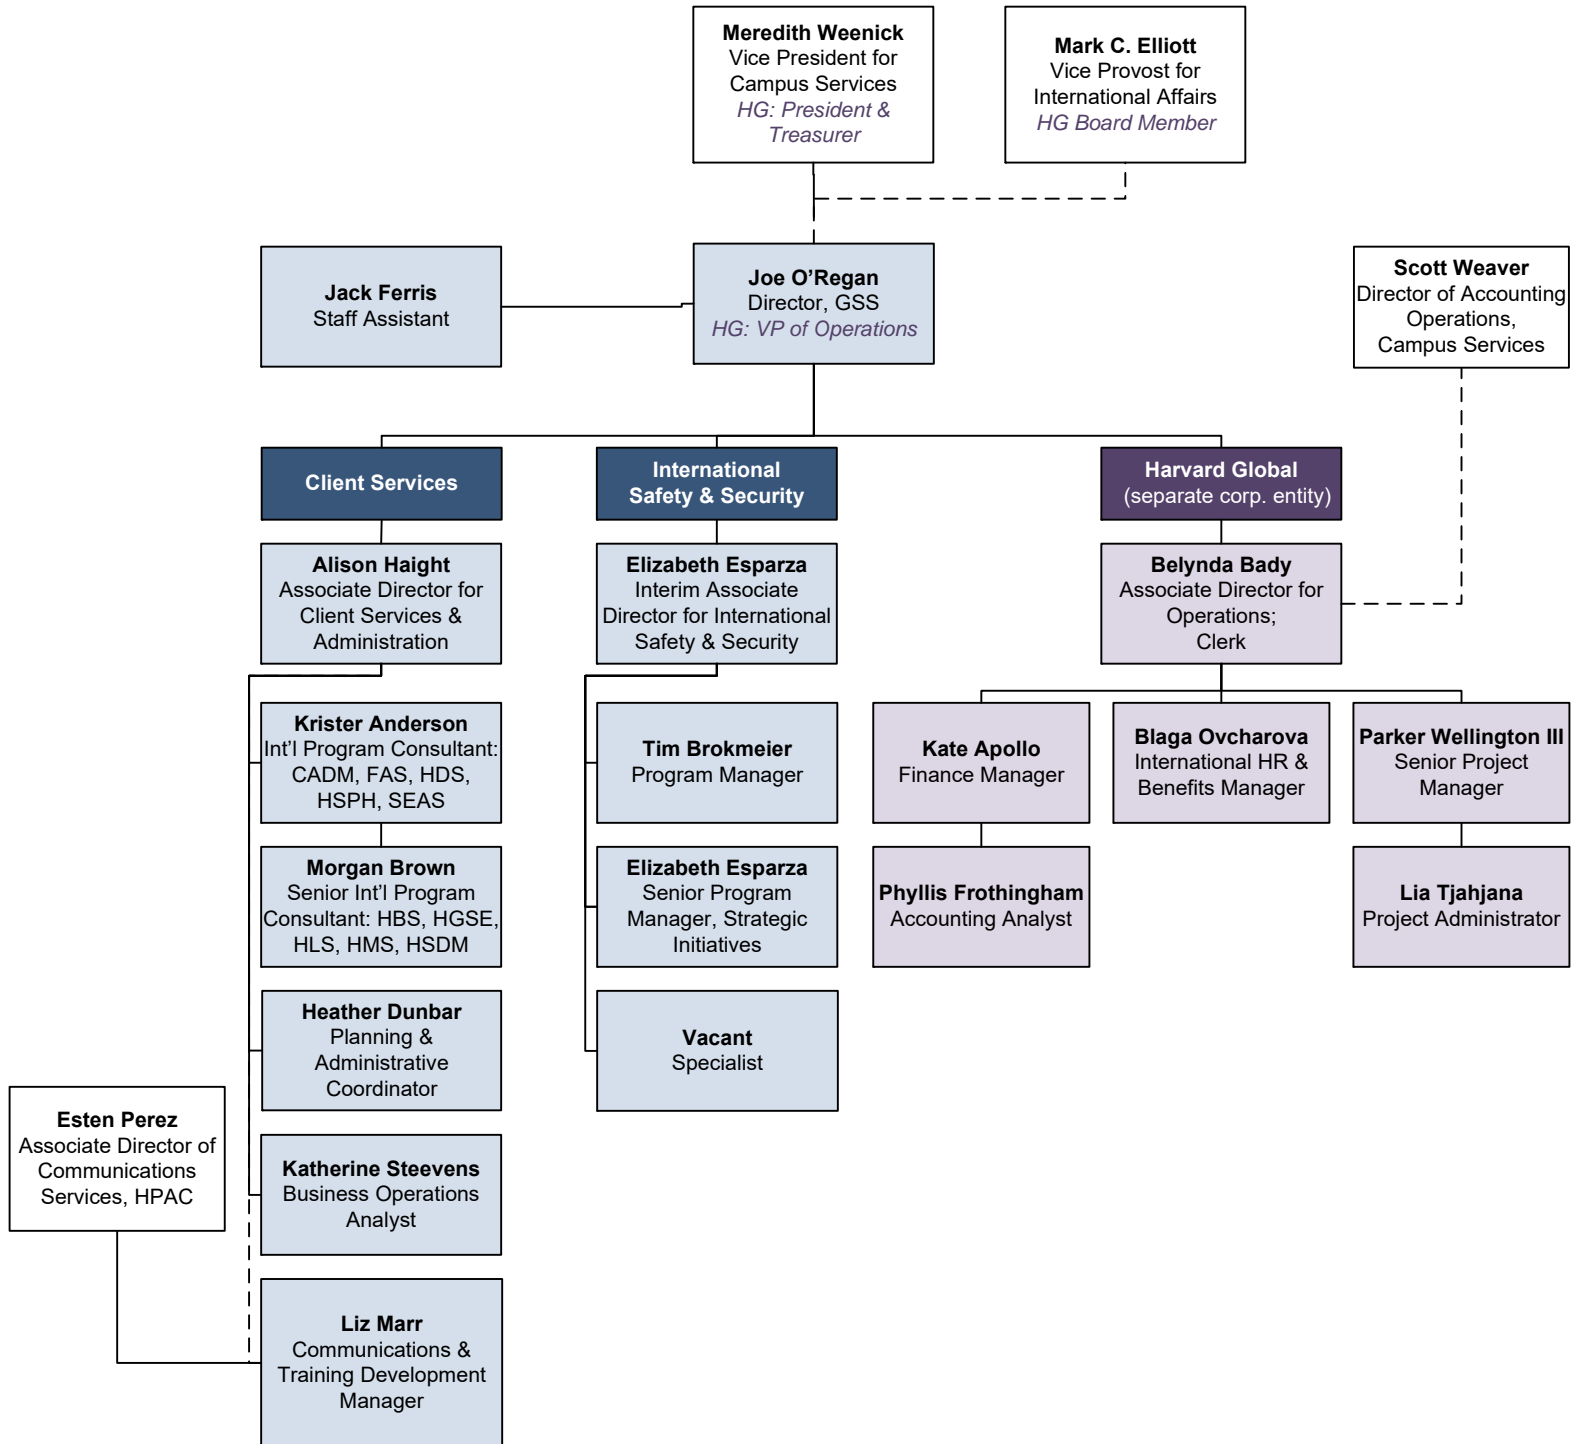 Meredith Weenick
Vice President for
Campus Services
HG: President &
Treasurer
Mark C. Elliott
Vice Provost for
International Affairs
HG Board Member
Jack Ferris
Staff Assistant
Joe O’Regan
Director, GSS
HG: VP of Operations
Scott Weaver
Director of Accounting
Operations,
Campus Services
Client Services
International
Safety & Security
Harvard Global
(separate corp. entity)
Alison Haight
Associate Director for
Client Services &
Administration
Elizabeth Esparza
Interim Associate
Director for International
Safety & Security
Belynda Bady
Associate Director for
Operations;
Clerk
Krister Anderson
Int’l Program Consultant:
CADM, FAS, HDS,
HSPH, SEAS
Tim Brokmeier
Program Manager
Kate Apollo
Finance Manager
Blaga Ovcharova
International HR &
Benefits Manager
Parker Wellington III
Senior Project
Manager
Morgan Brown
Senior Int’l Program
Consultant: HBS, HGSE,
HLS, HMS, HSDM
Elizabeth Esparza
Senior Program
Manager, Strategic
Initiatives
Phyllis Frothingham
Accounting Analyst
Lia Tjahjana
Project Administrator
Heather Dunbar
Planning &
Administrative
Coordinator
Vacant
Specialist
Esten Perez
Associate Director of
Communications
Services, HPAC
Katherine Steevens
Business Operations
Analyst
Liz Marr
Communications &
Training Development
Manager